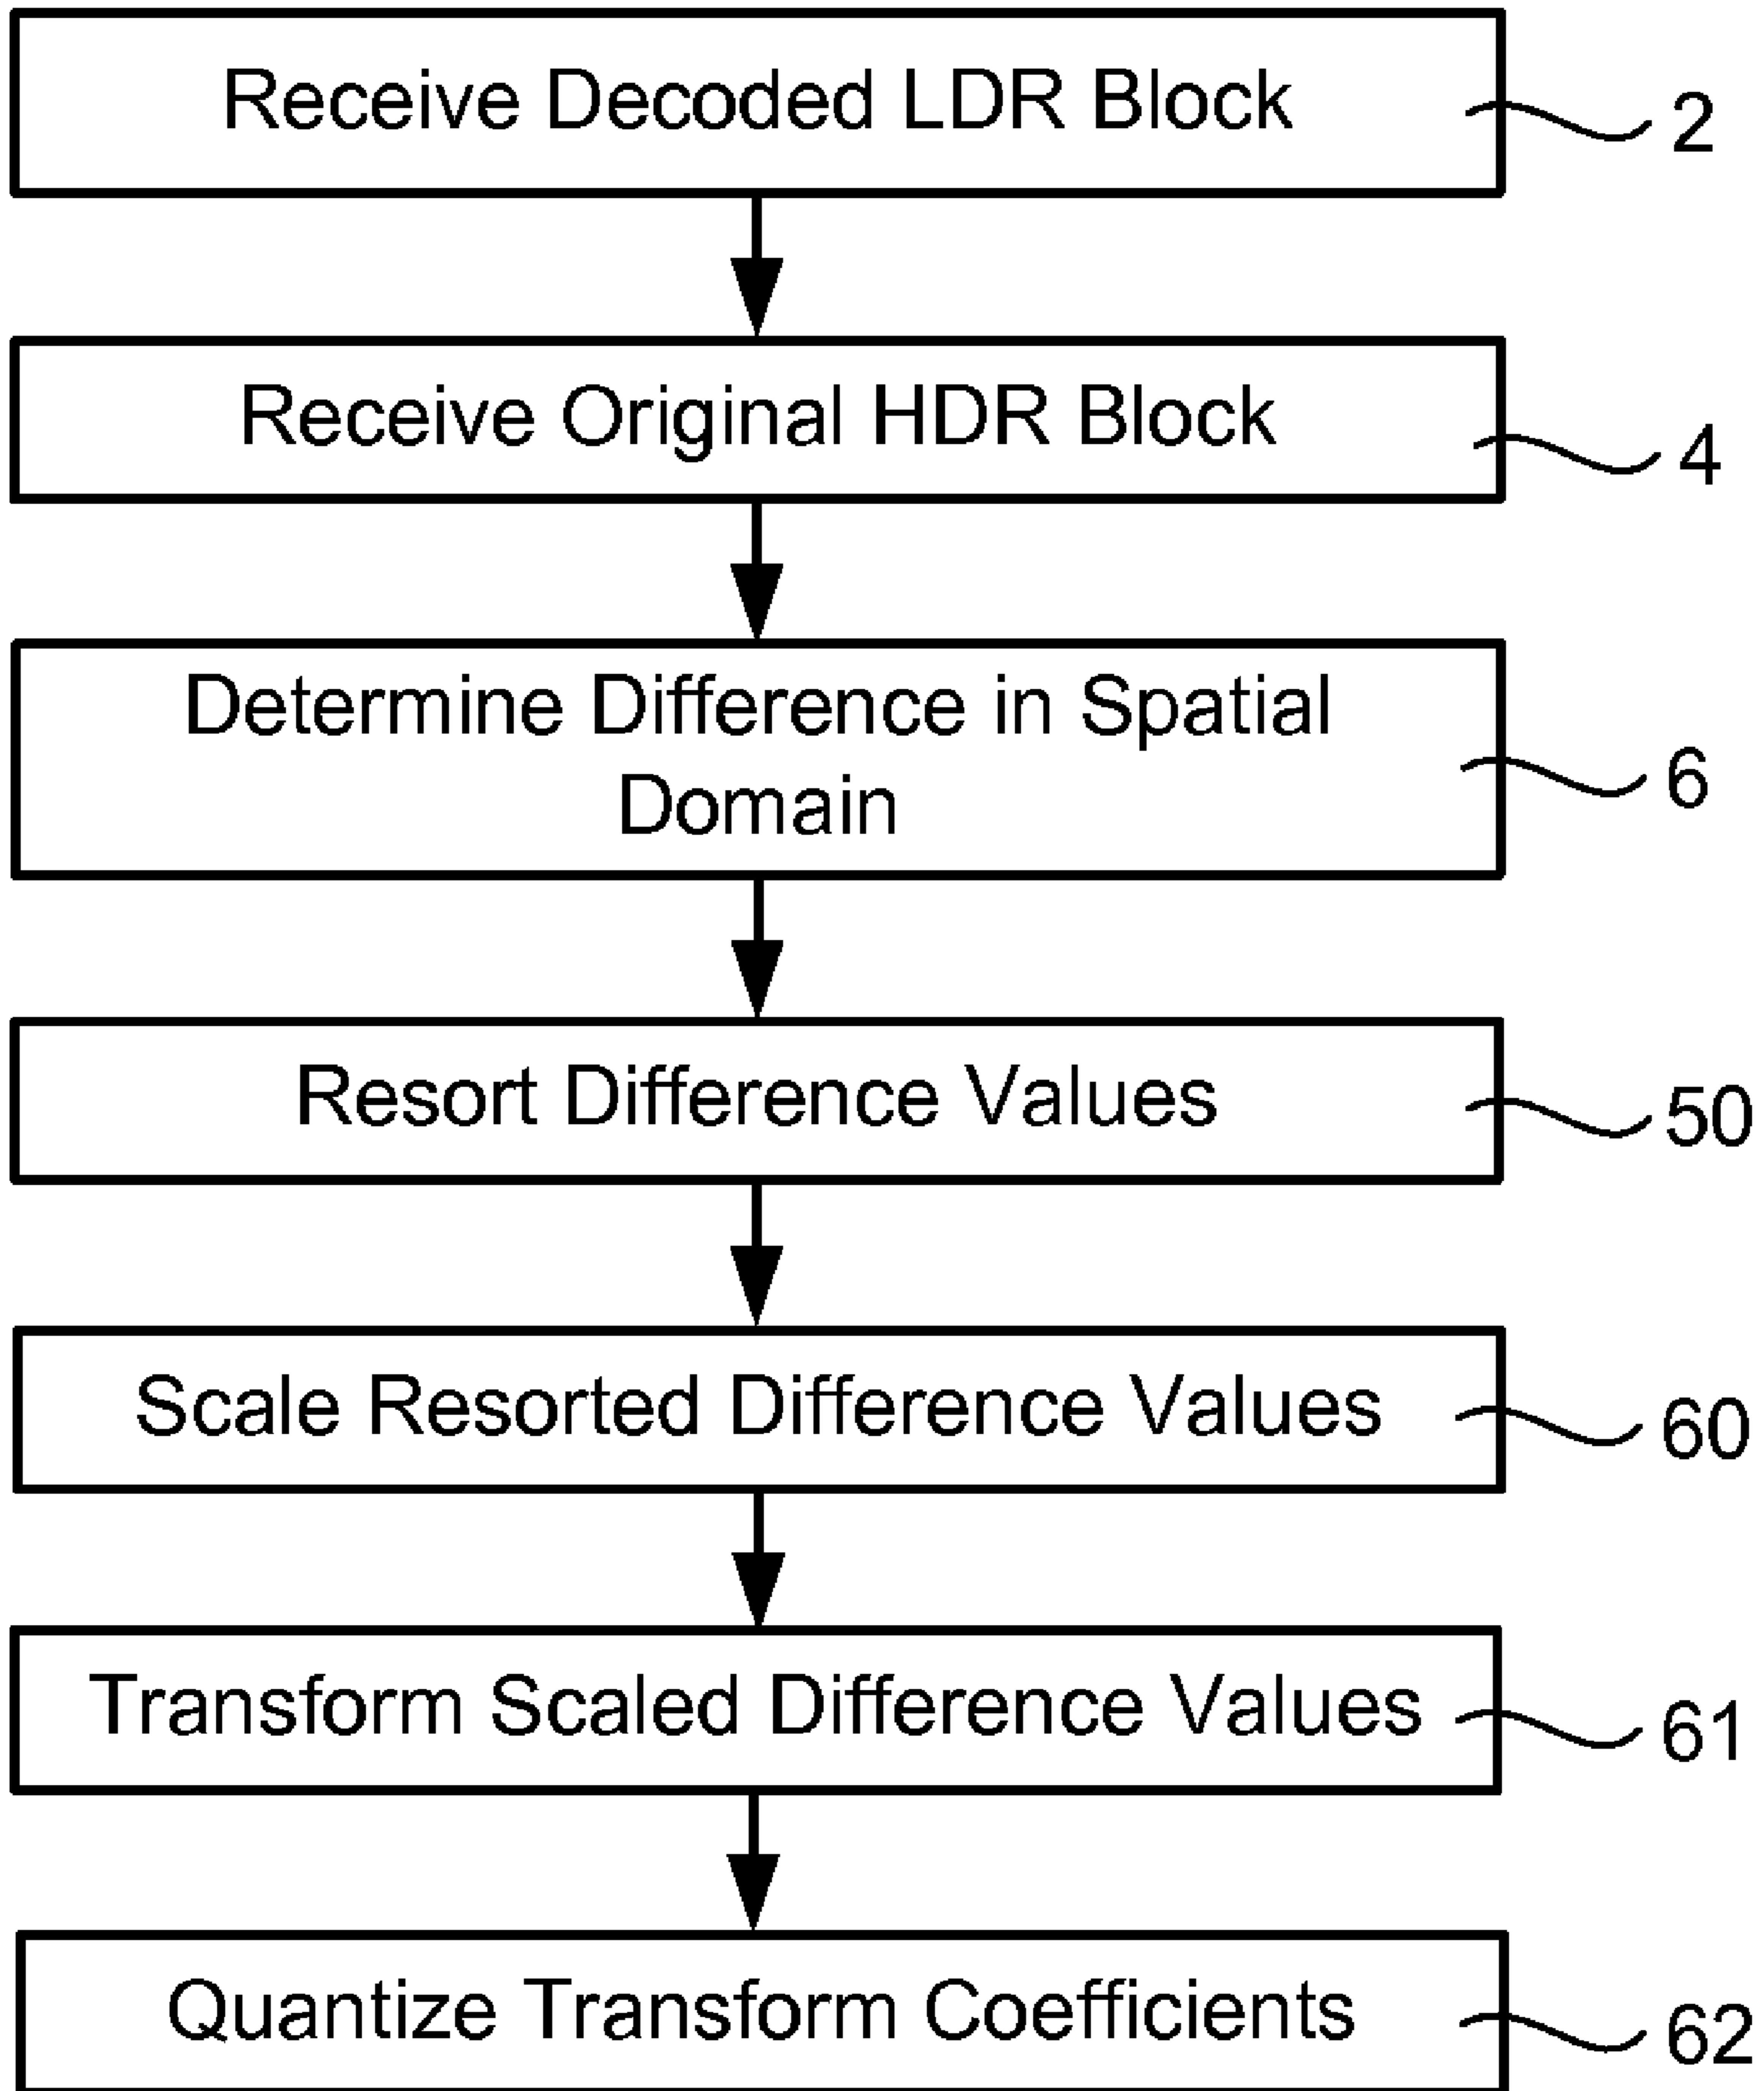 Receive Decoded LDR Block
2
Receive Original HDR Block
4
Determine Difference in Spatial
Domain
6
Resort Difference Values
50
Scale Resorted Difference Values
60
Transform Scaled Difference Values
61
Quantize Transform Coefficients
62